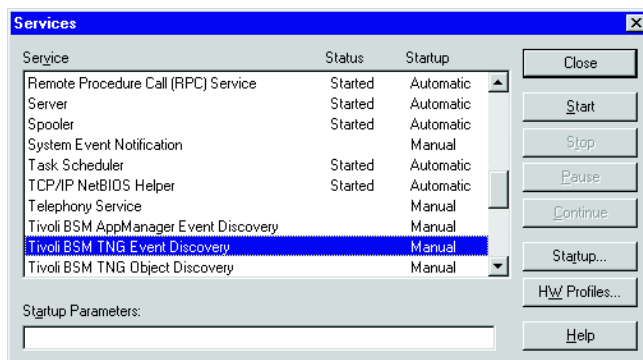 Services
Service Status Startup
Remote Procedure Call (RPC) Service Started Automatic
Server Started Automatic
Spooler Started Automatic
System Event Notification Manual
Task Scheduler Started Automatic
TCP/IP NetBIOS Helper Started Automatic
Telephony Service Manual
Tivoli BSM AppManager Event Discovery Manual
Tivoli BSM TNG Event Discovery Manual
Tivoli BSM TNG Object Discovery Manual
Startup Parameters:
Close
Start
Stop
Pause
Continue
Startup...
HW Profiles...
Help